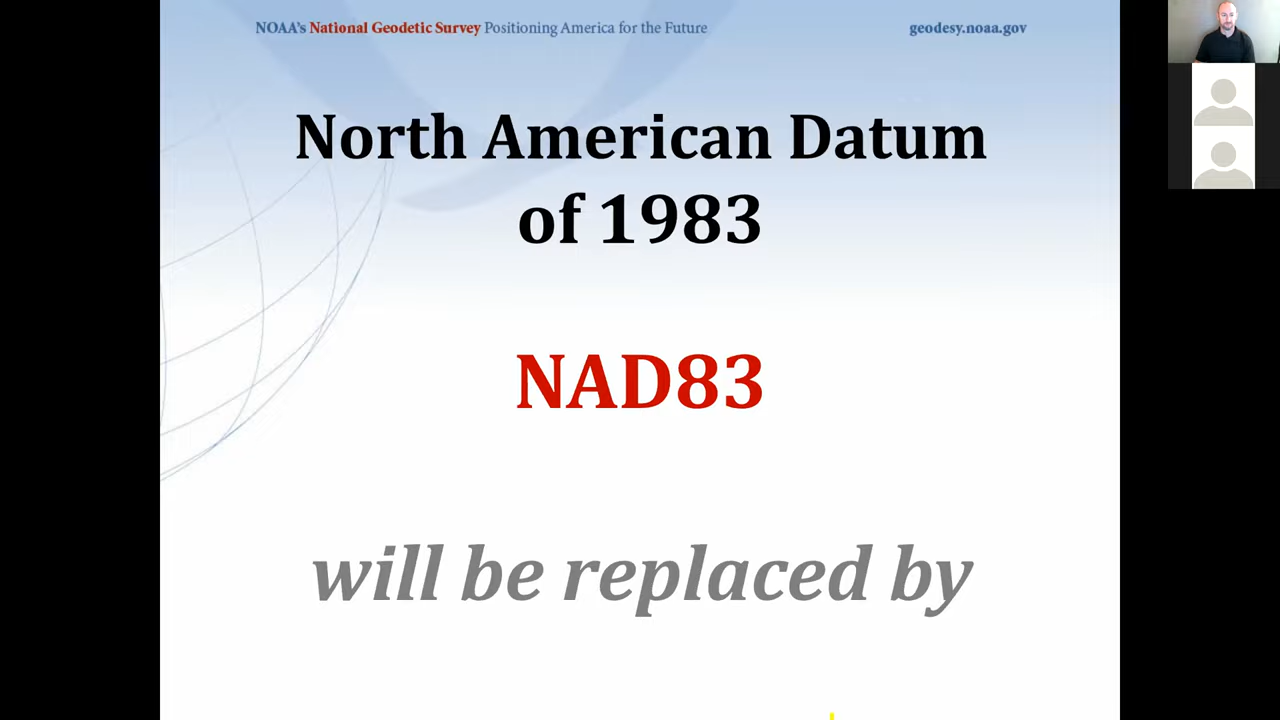 NOAA's National Geodetic Survey Positioning America for the Future geodesy.noaa.gov
North American Datum
of 1983
NAD83
will be replaced by